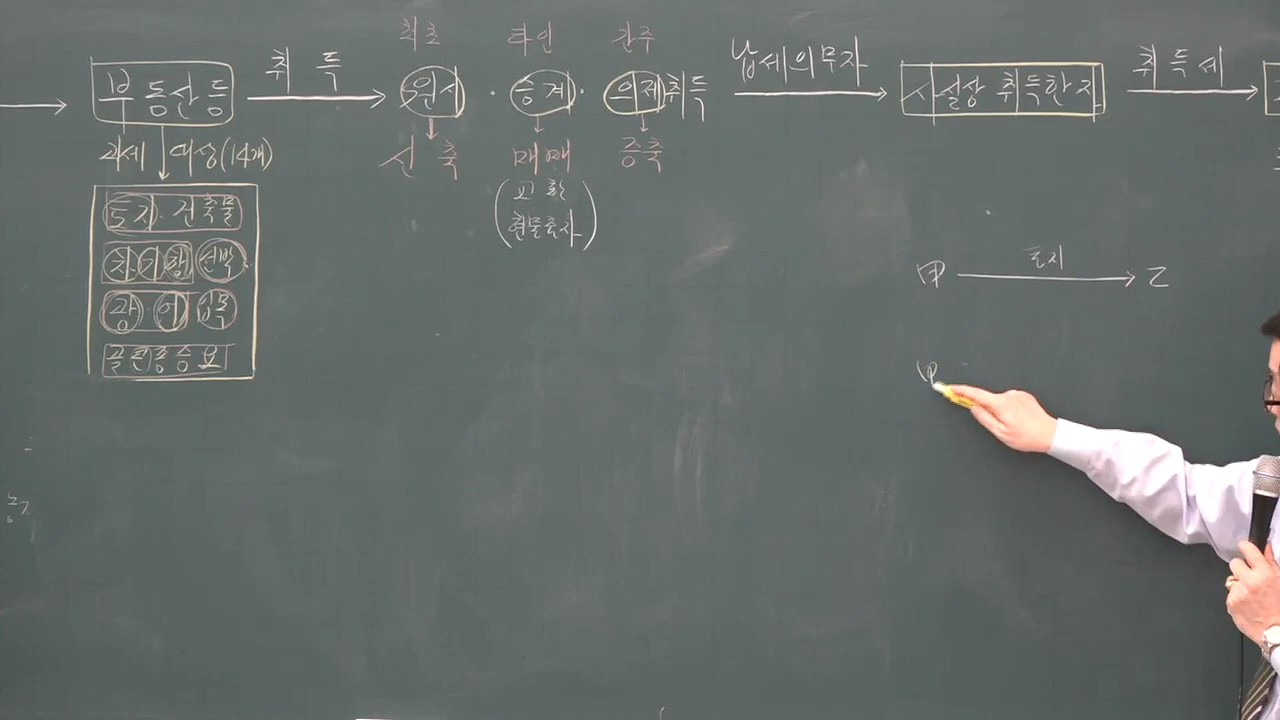 최초 타인 간주
부동산등 취득 원시 · 승계 · 의제취득 납세의무자 사실상 취득한 자 취득세
과세 대상(14개) 신축 매매 증축
토지 · 건축물 교환
현물출자
차 기 항 선박
광 · 어 입목
골 콘 종 승 요
甲 토지 乙
甲